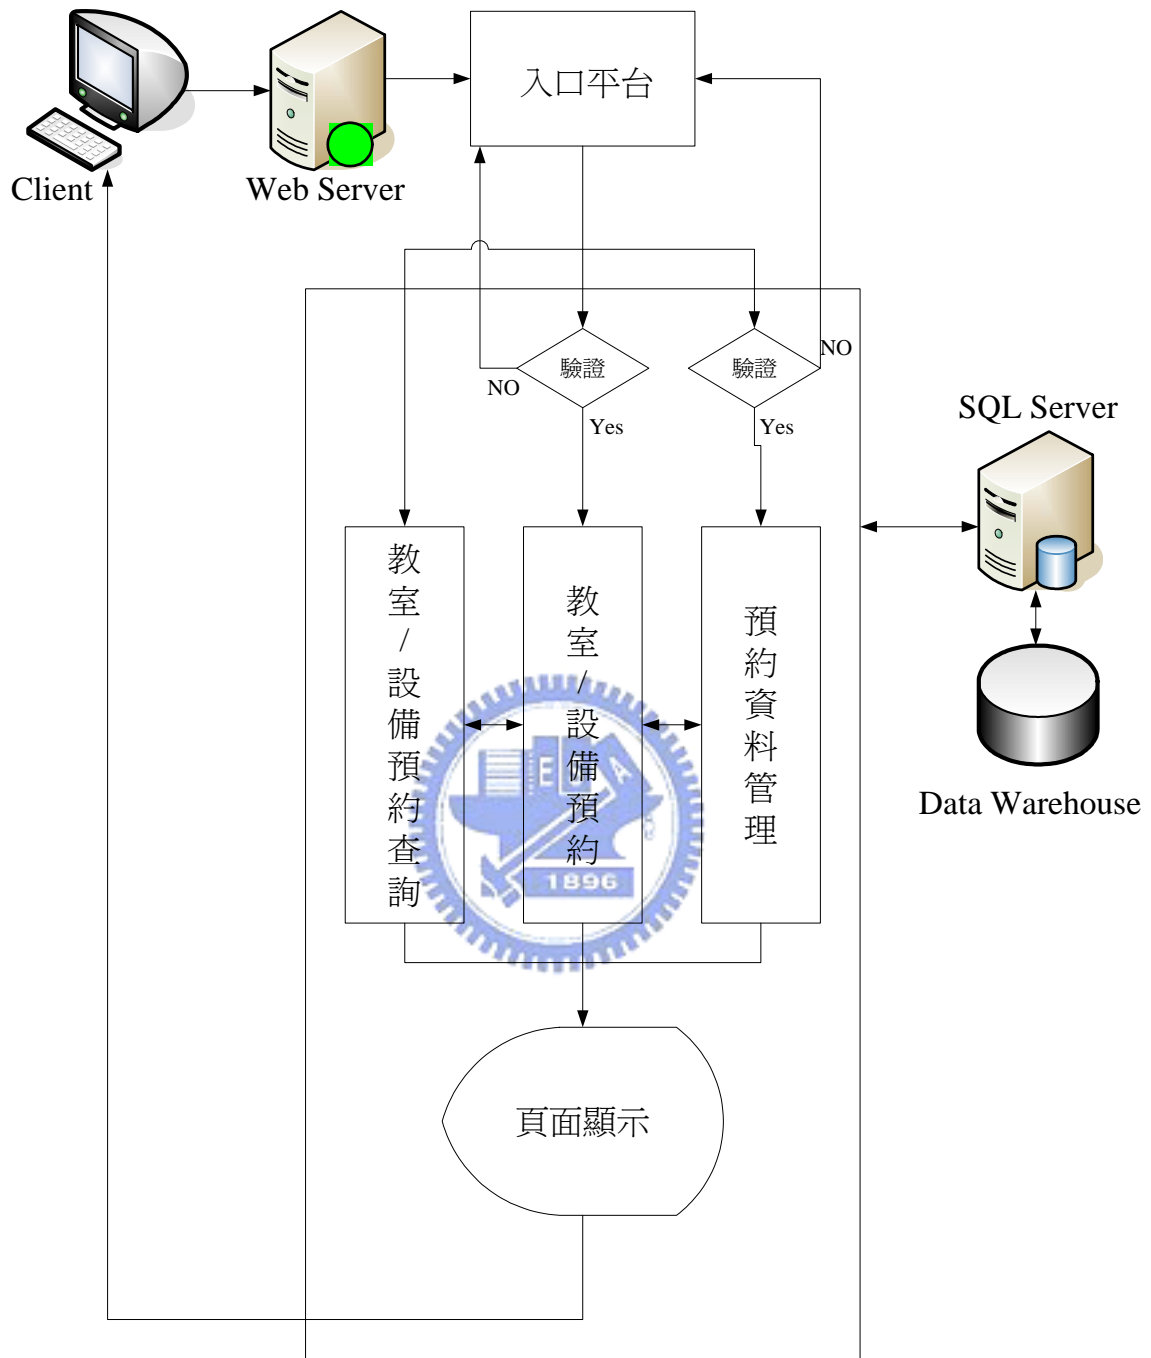 入口平台
Client
Web Server
驗證
驗證
NO
NO
Yes
Yes
SQL Server
教室/設備預約查詢
教室/設備預約
預約資料管理
E
A
1896
Data Warehouse
頁面顯示